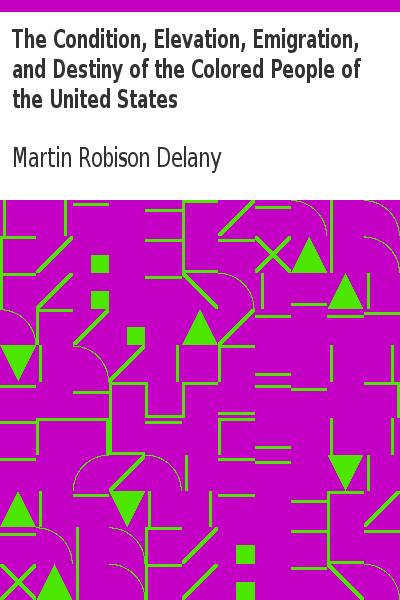 The Condition, Elevation, Emigration,
and Destiny of the Colored People of
the United States
Martin Robison Delany